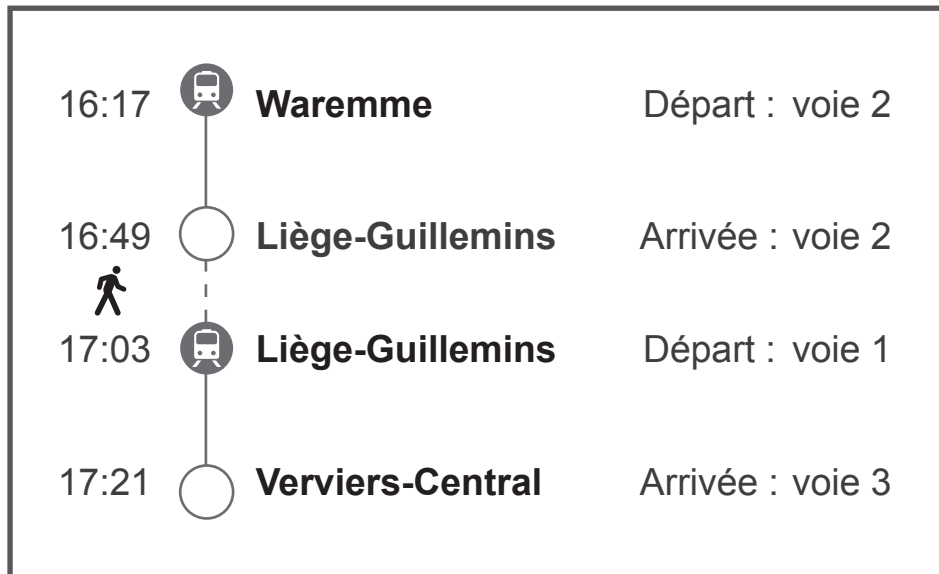 16:17 Waremme Départ : voie 2
16:49 Liège-Guillemins Arrivée : voie 2
17:03 Liège-Guillemins Départ : voie 1
17:21 Verviers-Central Arrivée : voie 3